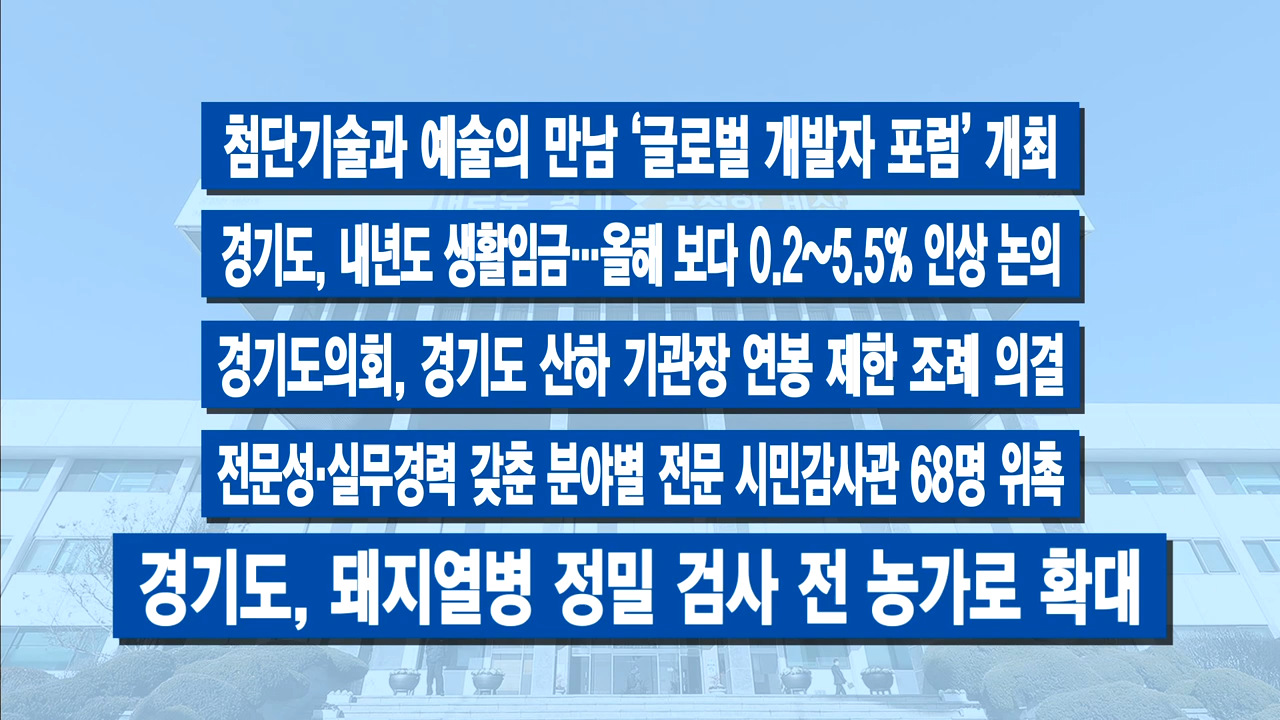 첨단기술과 예술의 만남 ‘글로벌 개발자 포럼’ 개최
경기도, 내년도 생활임금…올해 보다 0.2~5.5% 인상 논의
경기도의회, 경기도 산하 기관장 연봉 제한 조례 의결
전문성·실무경력 갖춘 분야별 전문 시민감사관 68명 위촉
경기도, 돼지열병 정밀 검사 전 농가로 확대